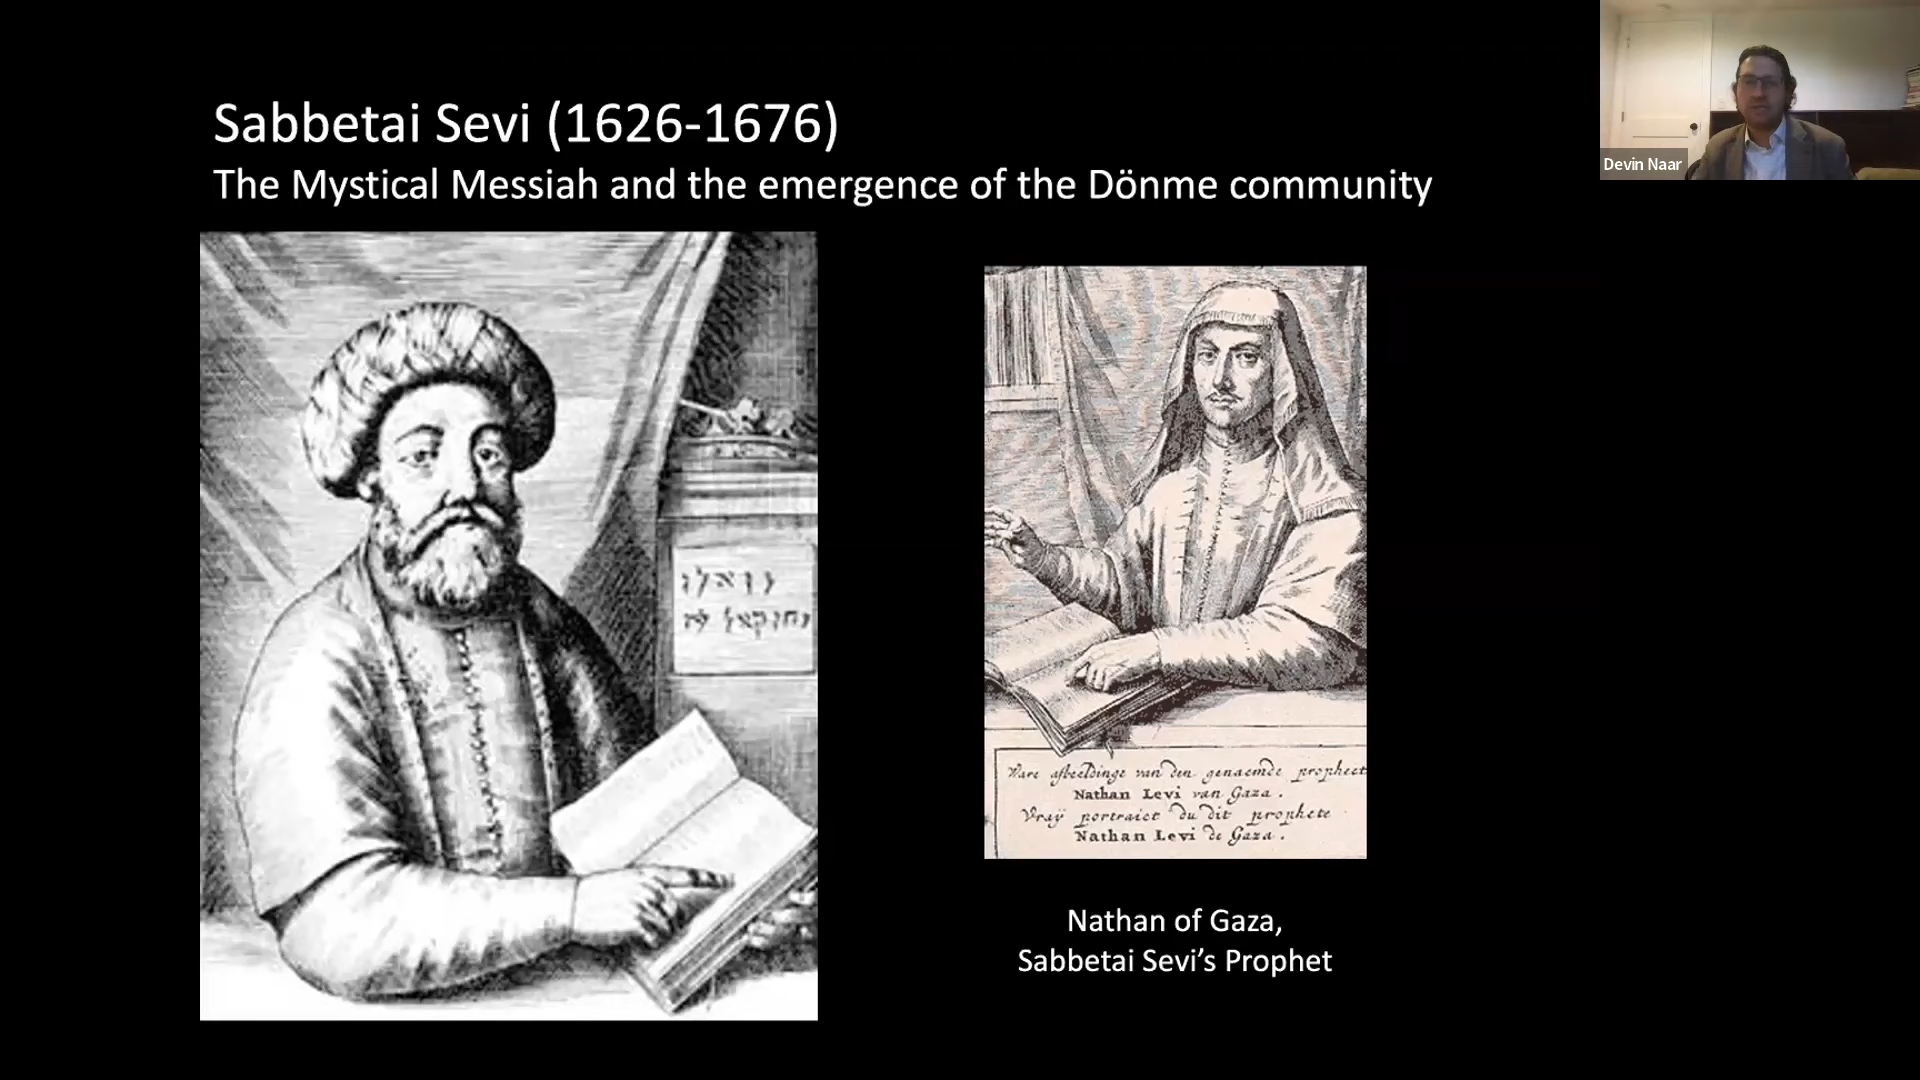 Sabbetai Sevi (1626-1676)
The Mystical Messiah and the emergence of the Dönme community
Devin Naar
Ware afbeeldinge van den genaemde propheet
Nathan Levi van Gaza.
Vraÿ portraict du dit prophete
Nathan Levi de Gaza.
Nathan of Gaza,
Sabbetai Sevi’s Prophet